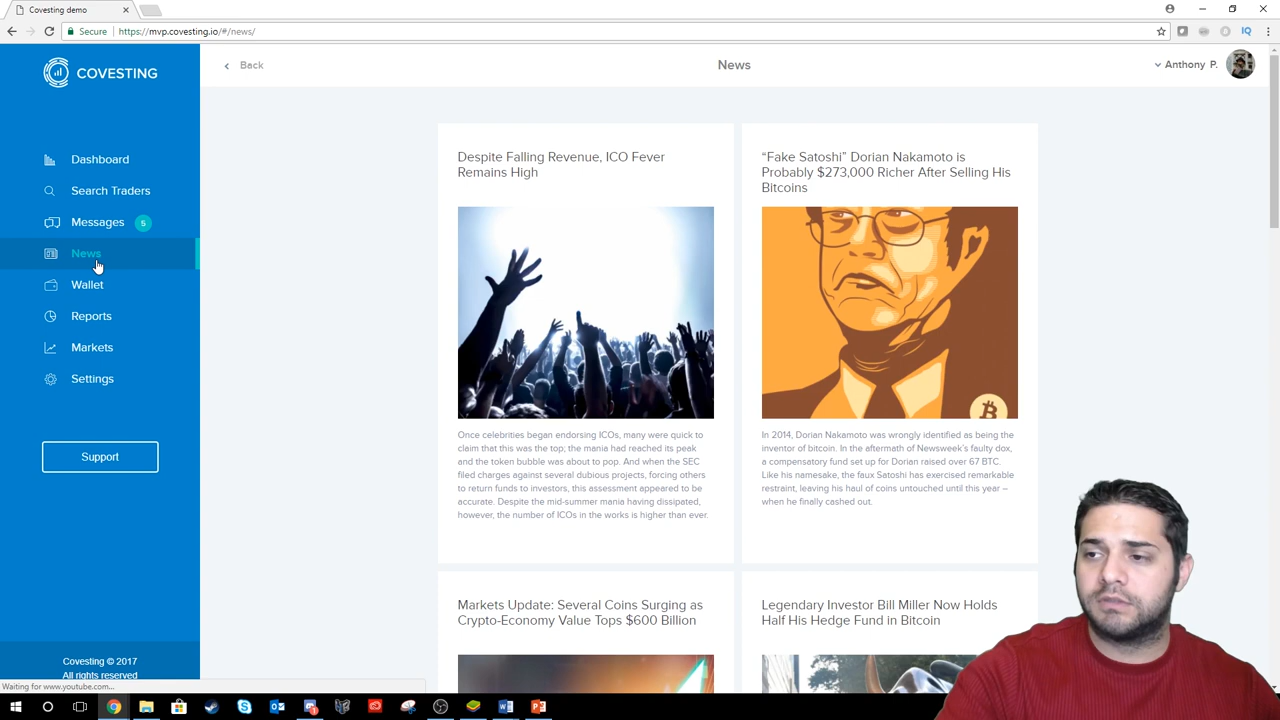 Covesting demo
Secure https://mvp.covesting.io/#/news/
IQ
COVESTING
Back
News
Anthony P.
Dashboard
Search Traders
Messages 5
News
Wallet
Reports
Markets
Settings
Support
Covesting © 2017
All rights reserved
Waiting for www.youtube.com...
Despite Falling Revenue, ICO Fever
Remains High
Once celebrities began endorsing ICOs, many were quick to
claim that this was the top; the mania had reached its peak
and the token bubble was about to pop. And when the SEC
filed charges against several dubious projects, forcing others
to return funds to investors, this assessment appeared to be
accurate. Despite the mid-summer mania having dissipated,
however, the number of ICOs in the works is higher than ever.
“Fake Satoshi” Dorian Nakamoto is
Probably $273,000 Richer After Selling His
Bitcoins
In 2014, Dorian Nakamoto was wrongly identified as being the
inventor of bitcoin. In the aftermath of Newsweek’s faulty dox,
a compensatory fund set up for Dorian raised over 67 BTC.
Like his namesake, the faux Satoshi has exercised remarkable
restraint, leaving his haul of coins untouched until this year –
when he finally cashed out.
Markets Update: Several Coins Surging as
Crypto-Economy Value Tops $600 Billion
Legendary Investor Bill Miller Now Holds
Half His Hedge Fund in Bitcoin